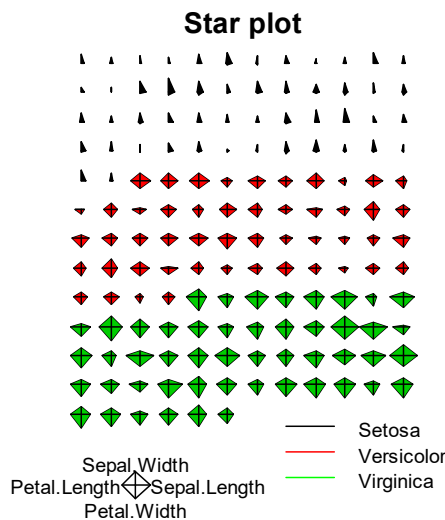 Star plot
Setosa
Versicolor
Virginica
Sepal.Width
Petal.Length Sepal.Length
Petal.Width